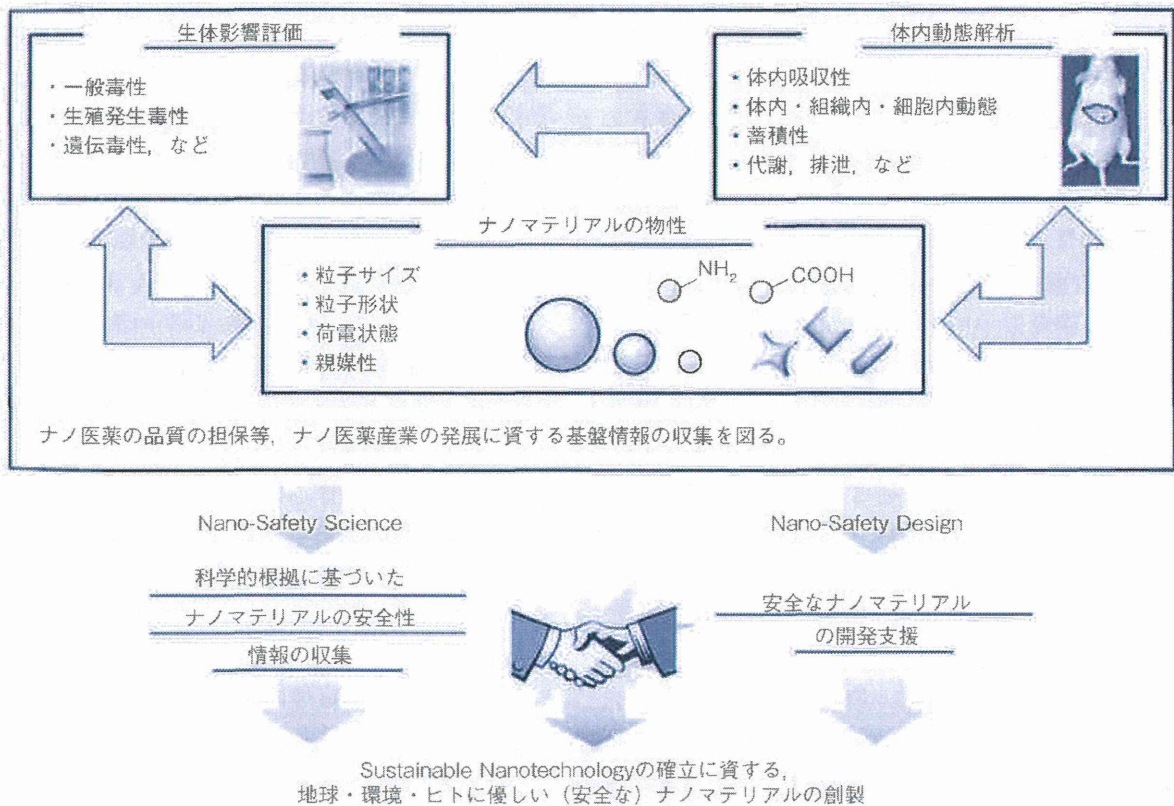 生体影響評価
・一般毒性
・生殖発生毒性
・遺伝毒性，など
体内動態解析
・体内吸収性
・体内・組織内・細胞内動態
・蓄積性
・代謝，排泄，など
ナノマテリアルの物性
・粒子サイズ
・粒子形状
・荷電状態
・親媒性
NH₂
COOH
ナノ医薬の品質の担保等，ナノ医薬産業の発展に資する基盤情報の収集を図る。
Nano-Safety Science
Nano-Safety Design
科学的根拠に基づいた
ナノマテリアルの安全性
情報の収集
安全なナノマテリアル
の開発支援
Sustainable Nanotechnologyの確立に資する，
地球・環境・ヒトに優しい（安全な）ナノマテリアルの創製